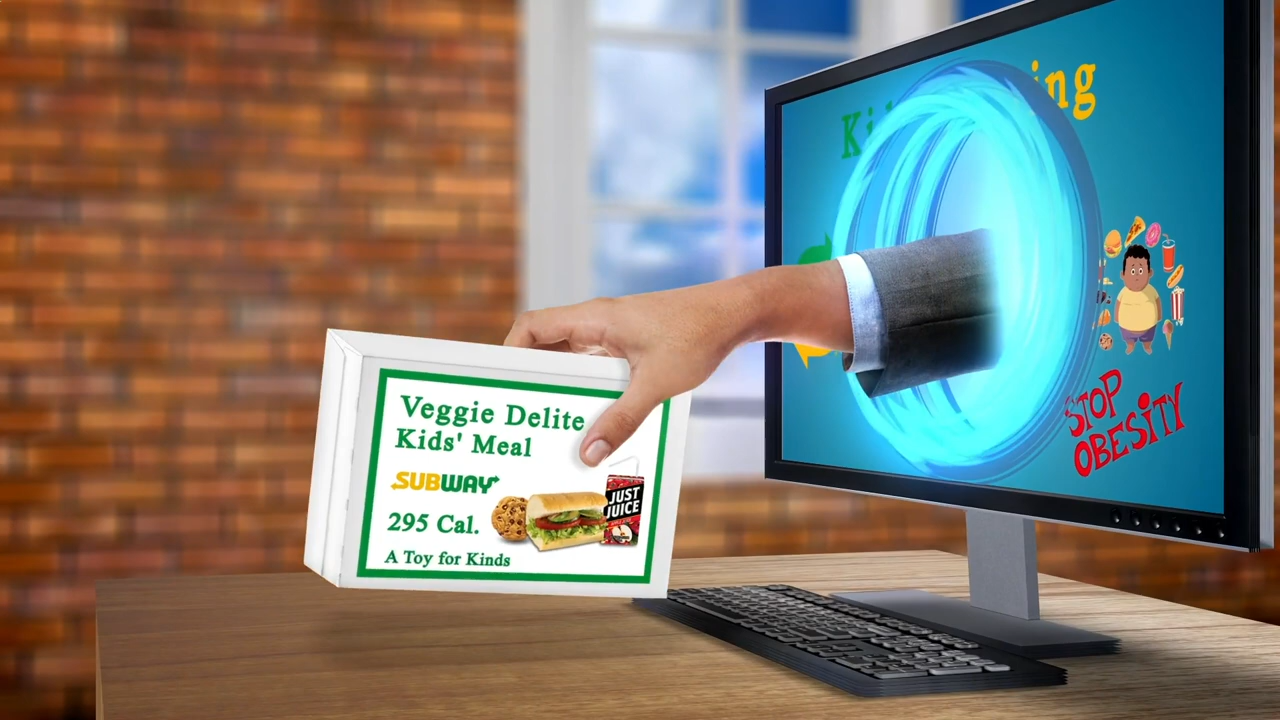 Veggie Delite
Kids' Meal
SUBWAY
295 Cal.
A Toy for Kinds
JUST
JUICE
STOP
OBESITY